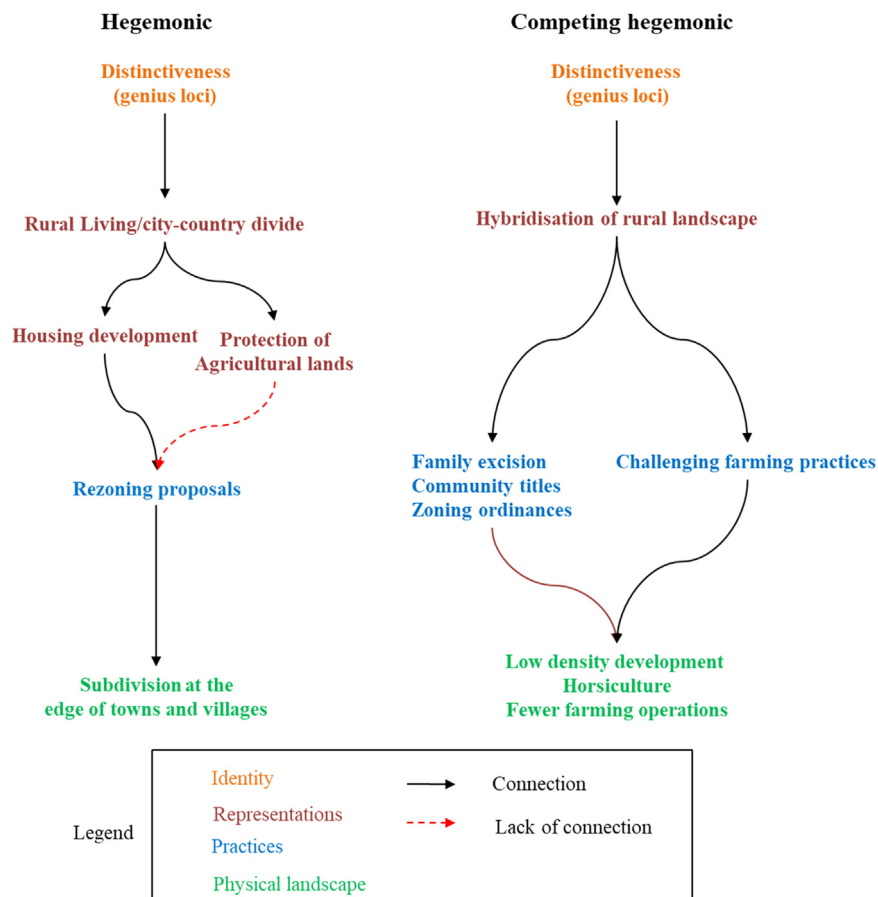 Hegemonic
Distinctiveness
(genius loci)
Rural Living/city-country divide
Housing development
Protection of
Agricultural lands
Rezoning proposals
Subdivision at the
edge of towns and villages
Competing hegemonic
Distinctiveness
(genius loci)
Hybridisation of rural landscape
Family excision
Community titles
Zoning ordinances
Challenging farming practices
Low density development
Horsiculture
Fewer farming operations
Legend
Identity
Representations
Practices
Physical landscape
Connection
Lack of connection